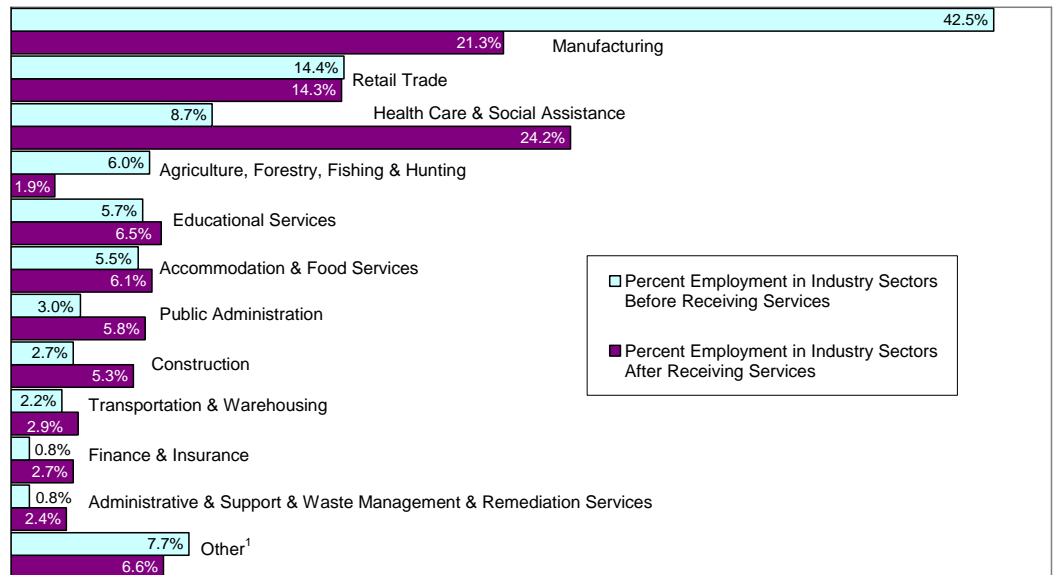 42.5%
21.3% Manufacturing
14.4%
Retail Trade
14.3%
8.7% Health Care & Social Assistance
24.2%
6.0%
Agriculture, Forestry, Fishing & Hunting
1.9%
5.7%
Educational Services
6.5%
5.5%
Accommodation & Food Services
6.1%
3.0%
Public Administration
5.8%
2.7%
Construction
5.3%
2.2%
Transportation & Warehousing
2.9%
0.8%
Finance & Insurance
2.7%
0.8%
Administrative & Support & Waste Management & Remediation Services
2.4%
7.7%
Other¹
6.6%
Percent Employment in Industry Sectors
Before Receiving Services
Percent Employment in Industry Sectors
After Receiving Services